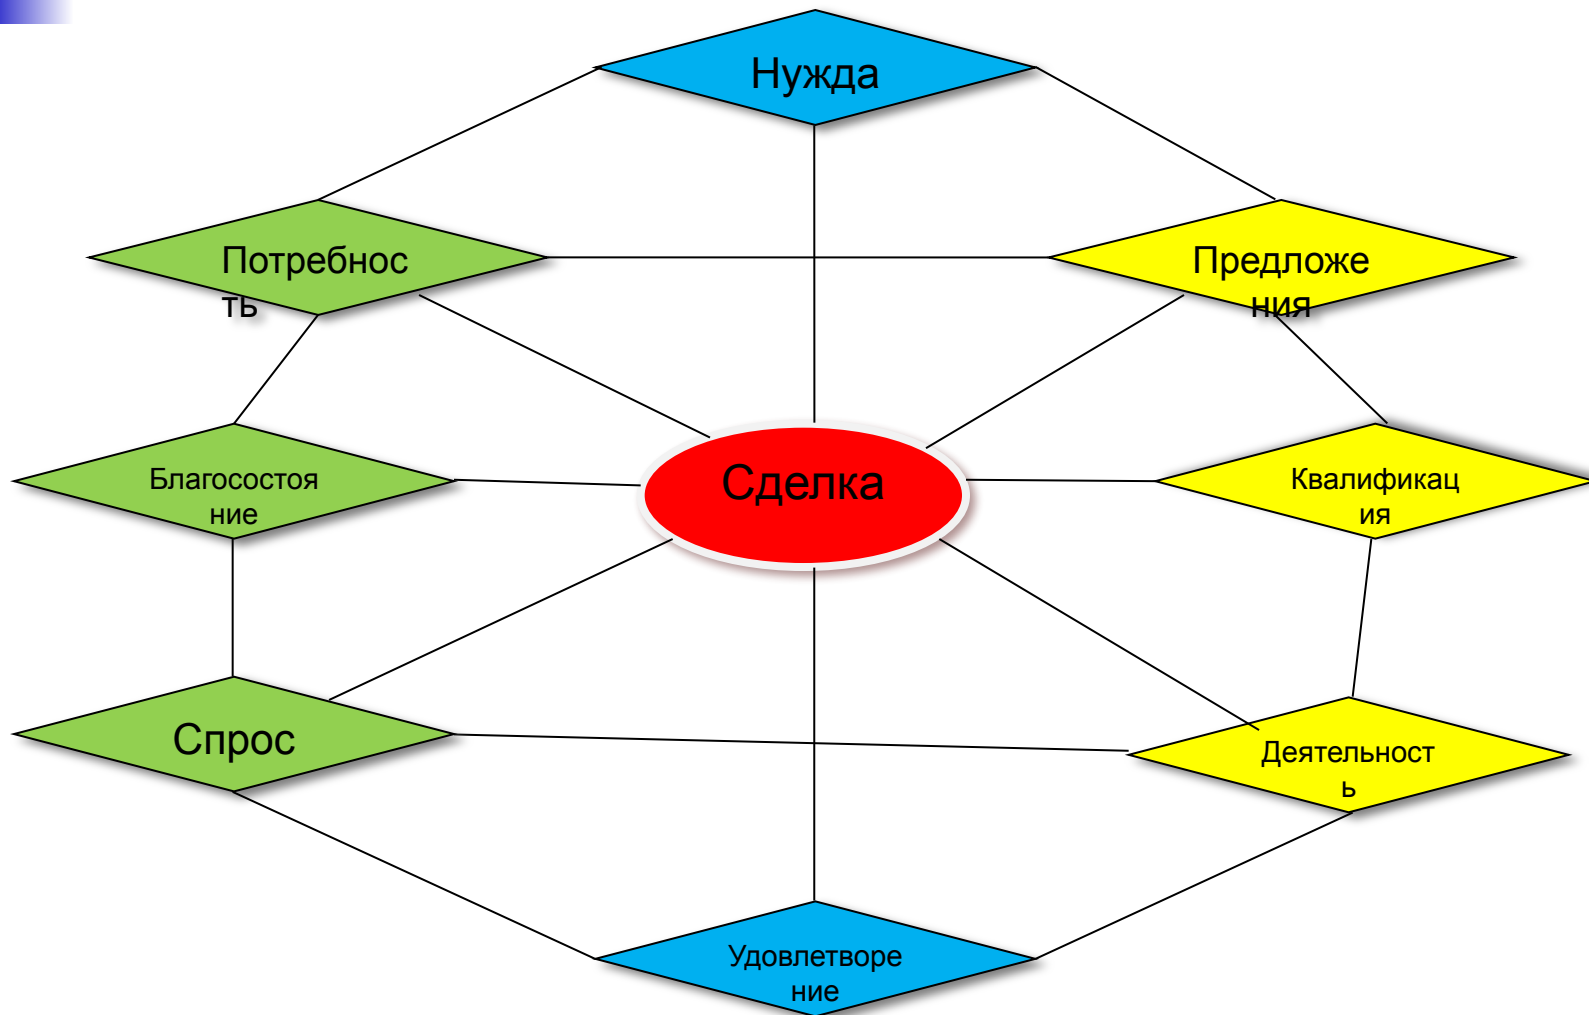 Нужда
Потребнос
ть
Предложе
ния
Благосостоя
ние
Сделка
Квалификац
ия
Спрос
Деятельност
ь
Удовлетворе
ние